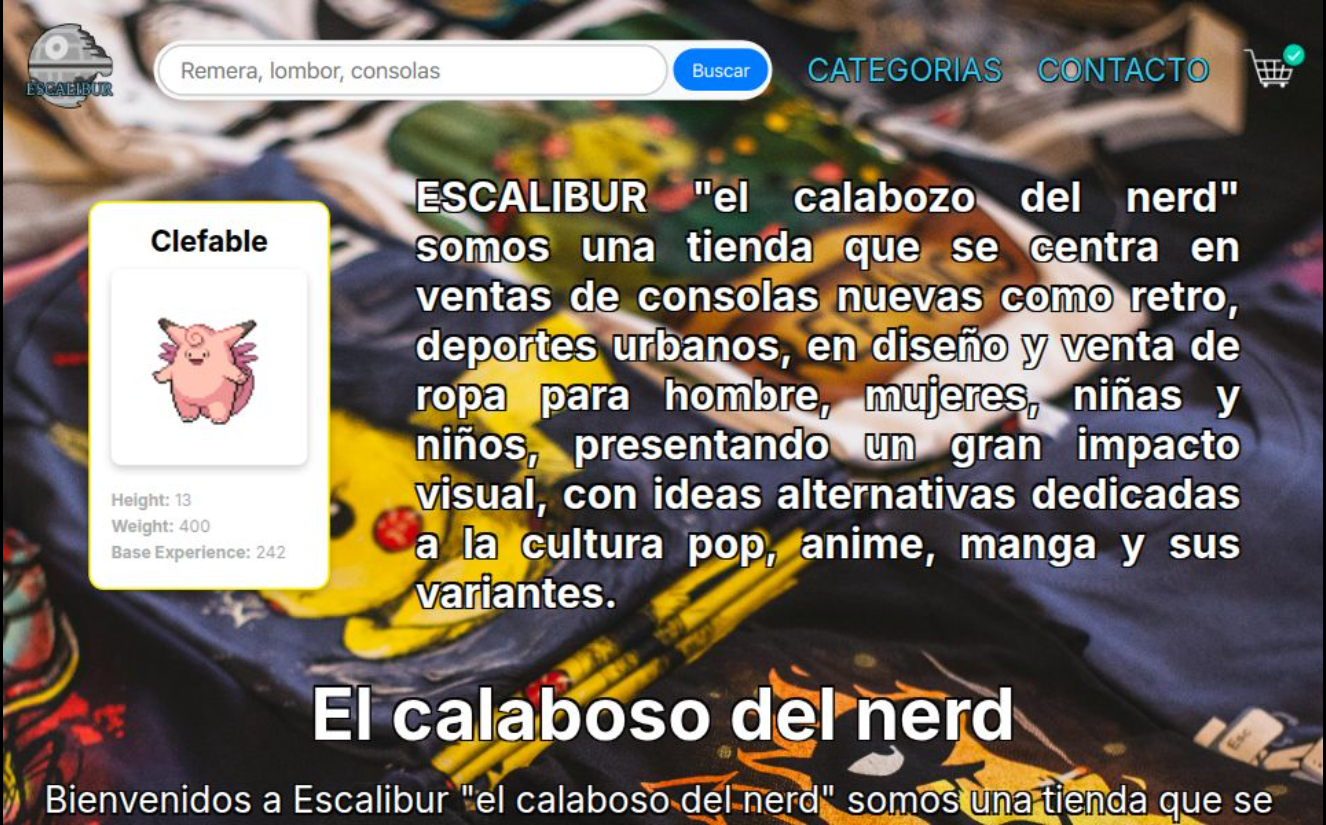 ESCALIBUR
Remera, lombor, consolas
Buscar
CATEGORIAS
CONTACTO
Clefable
Height: 13
Weight: 400
Base Experience: 242
ESCALIBUR "el calabozo del nerd"
somos una tienda que se centra en
ventas de consolas nuevas como retro,
deportes urbanos, en diseño y venta de
ropa para hombre, mujeres, niñas y
niños, presentando un gran impacto
visual, con ideas alternativas dedicadas
a la cultura pop, anime, manga y sus
variantes.
El calaboso del nerd
Esc
Bienvenidos a Escalibur "el calaboso del nerd" somos una tienda que se